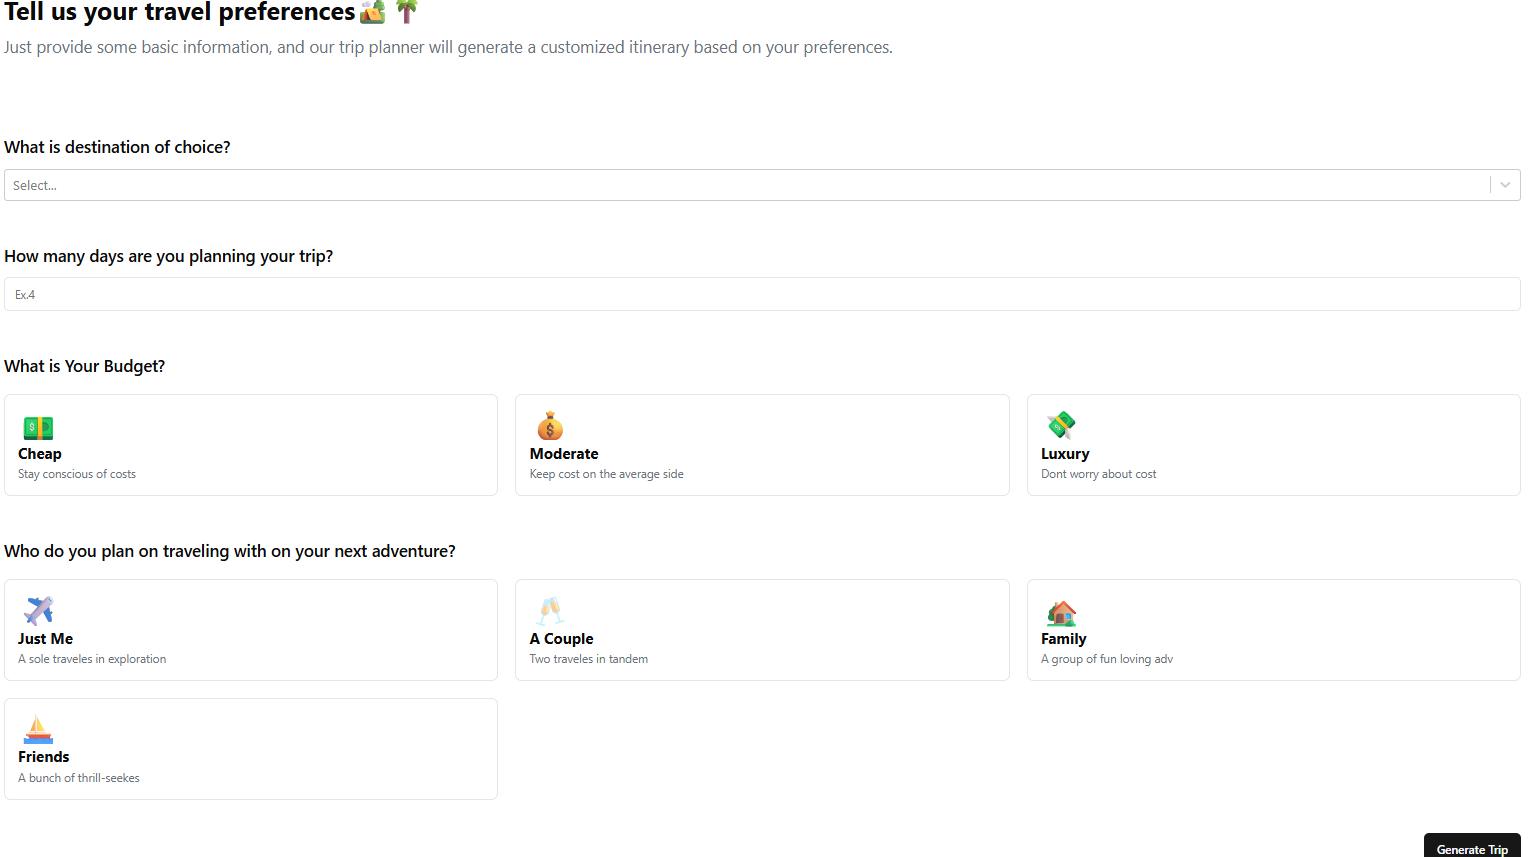 Tell us your travel preferences🏕️🌴
Just provide some basic information, and our trip planner will generate a customized itinerary based on your preferences.
What is destination of choice?
Select...
How many days are you planning your trip?
Ex.4
What is Your Budget?
Cheap
Stay conscious of costs
Moderate
Keep cost on the average side
Luxury
Dont worry about cost
Who do you plan on traveling with on your next adventure?
Just Me
A sole traveles in exploration
A Couple
Two traveles in tandem
Family
A group of fun loving adv
Friends
A bunch of thrill-seekes
Generate Trip